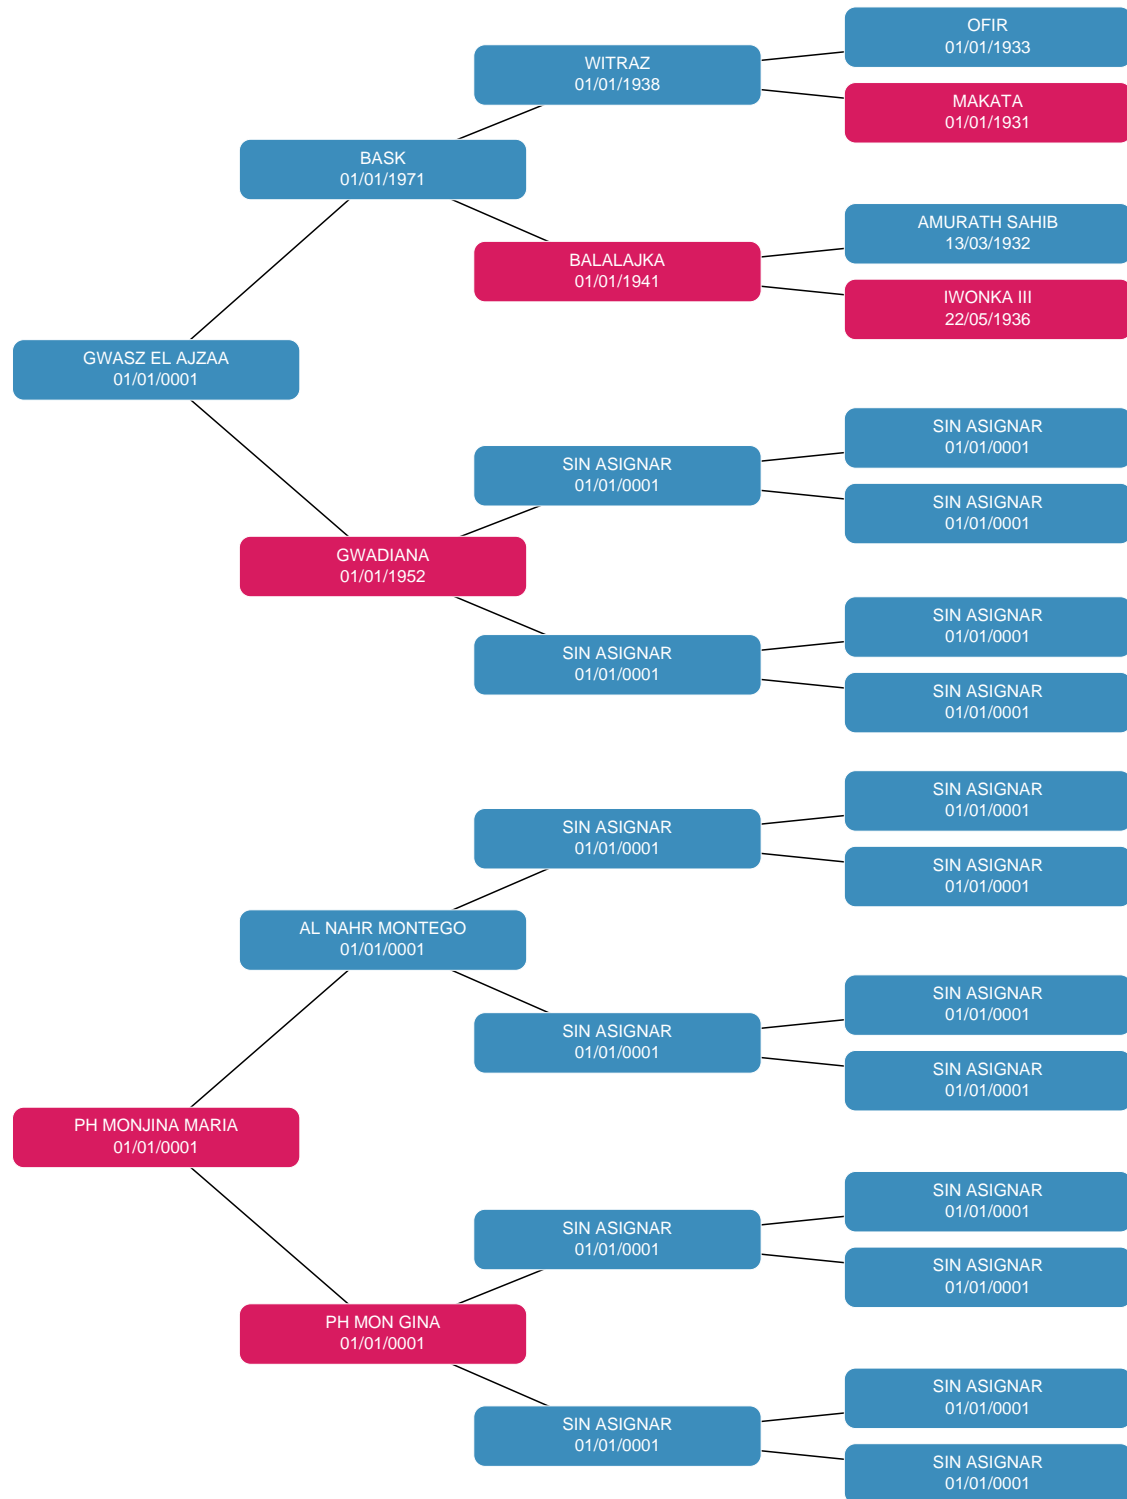 OFIR
01/01/1933
WITRAZ
01/01/1938
MAKATA
01/01/1931
BASK
01/01/1971
AMURATH SAHIB
13/03/1932
BALALAJKA
01/01/1941
IWONKA III
22/05/1936
GWASZ EL AJZAA
01/01/0001
SIN ASIGNAR
01/01/0001
SIN ASIGNAR
01/01/0001
SIN ASIGNAR
01/01/0001
GWADIANA
01/01/1952
SIN ASIGNAR
01/01/0001
SIN ASIGNAR
01/01/0001
SIN ASIGNAR
01/01/0001
SIN ASIGNAR
01/01/0001
SIN ASIGNAR
01/01/0001
SIN ASIGNAR
01/01/0001
AL NAHR MONTEGO
01/01/0001
SIN ASIGNAR
01/01/0001
SIN ASIGNAR
01/01/0001
SIN ASIGNAR
01/01/0001
PH MONJINA MARIA
01/01/0001
SIN ASIGNAR
01/01/0001
SIN ASIGNAR
01/01/0001
SIN ASIGNAR
01/01/0001
PH MON GINA
01/01/0001
SIN ASIGNAR
01/01/0001
SIN ASIGNAR
01/01/0001
SIN ASIGNAR
01/01/0001